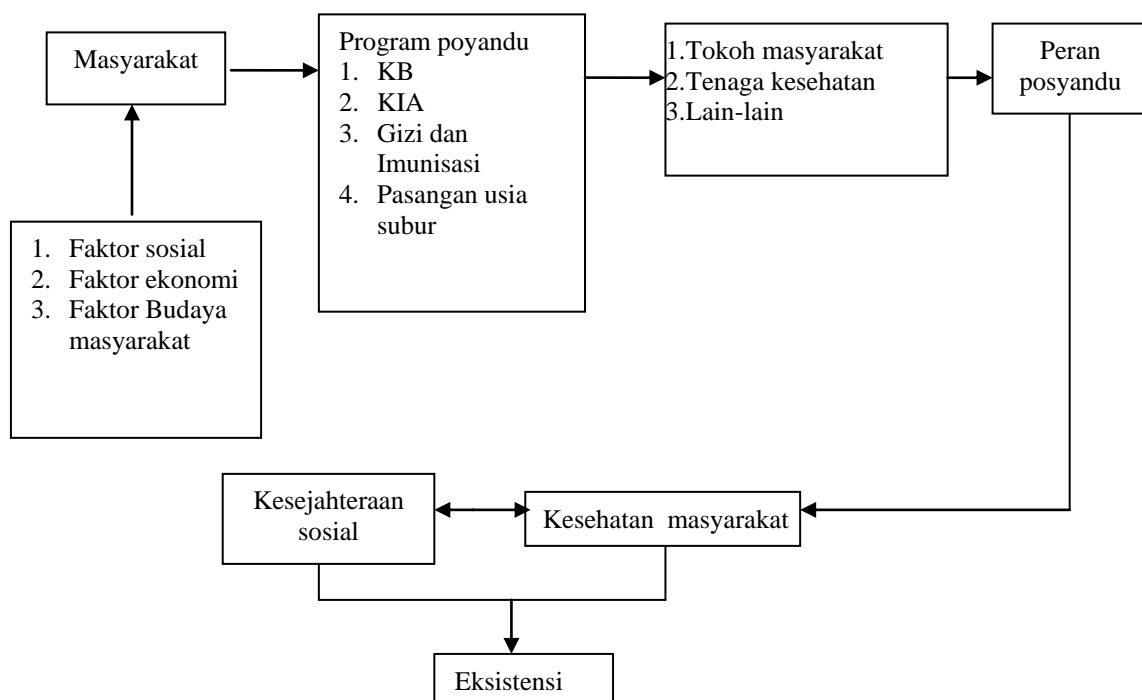 Masyarakat
Program poyandu
1. KB
2. KIA
3. Gizi dan
Imunisasi
4. Pasangan usia
subur
1.Tokoh masyarakat
2.Tenaga kesehatan
3.Lain-lain
Peran
posyandu
1. Faktor sosial
2. Faktor ekonomi
3. Faktor Budaya
masyarakat
Kesejahteraan
sosial
Kesehatan masyarakat
Eksistensi